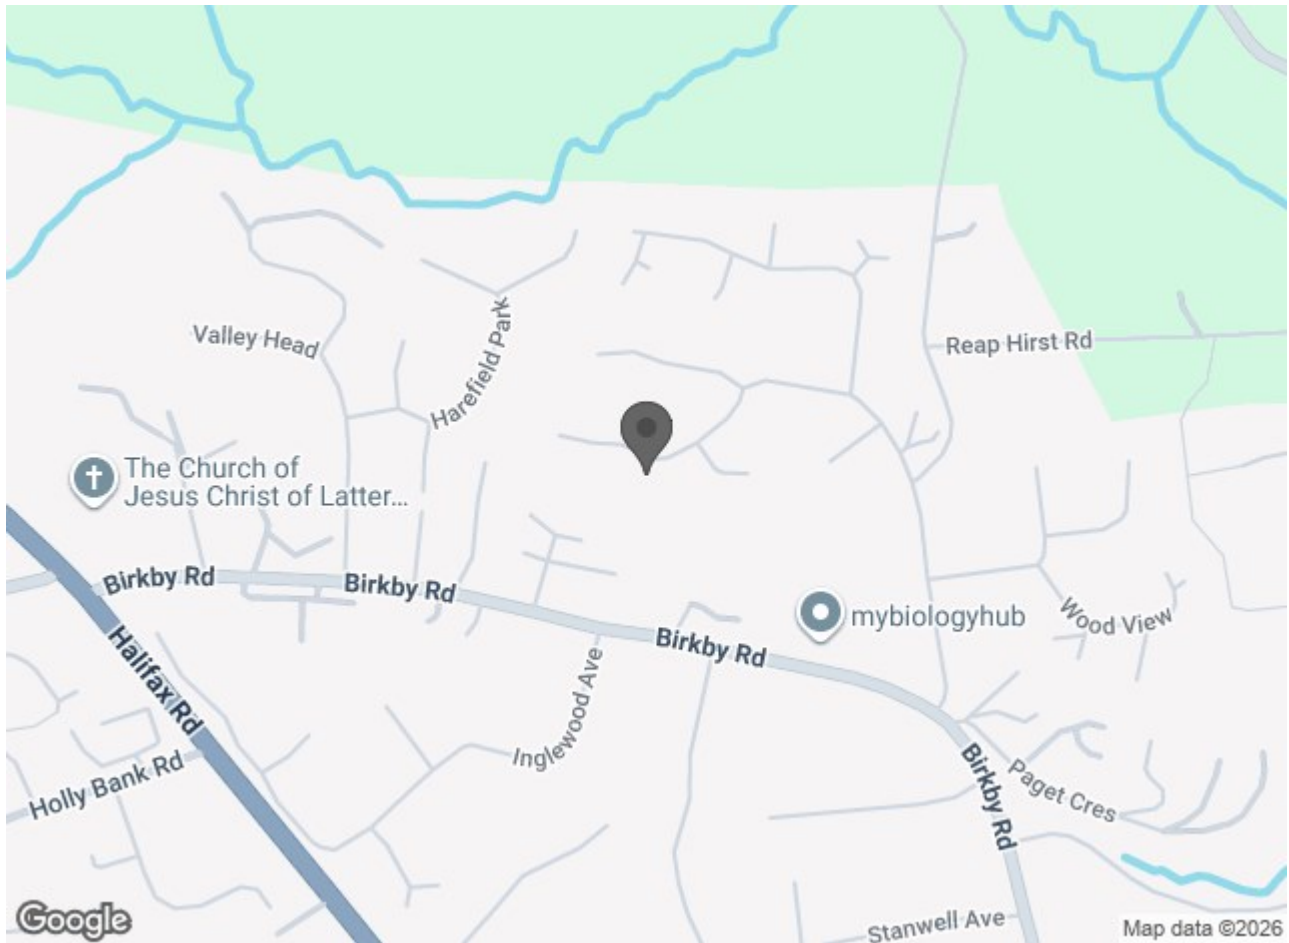 Valley Head
Harefield Park
Reap Hirst Rd
The Church of
Jesus Christ of Latter...
Birkby Rd
Birkby Rd
mybiologyhub
Wood View
Birkby Rd
Halifax Rd
Inglewood Ave
Holly Bank Rd
Birkby Rd
Paget Cres
Stanwell Ave
Google
Map data ©2026